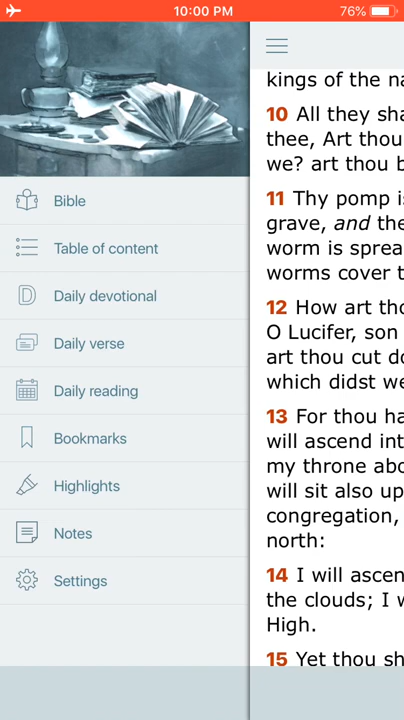 10:00 PM
76%
Bible
Table of content
Daily devotional
Daily verse
Daily reading
Bookmarks
Highlights
Notes
Settings
kings of the na
10 All they sha
thee, Art thou
we? art thou b
11 Thy pomp is
grave, and the
worm is sprea
worms cover t
12 How art tho
O Lucifer, son
art thou cut do
which didst we
13 For thou ha
will ascend int
my throne abo
will sit also up
congregation,
north:
14 I will ascen
the clouds; I w
High.
15 Yet thou sh